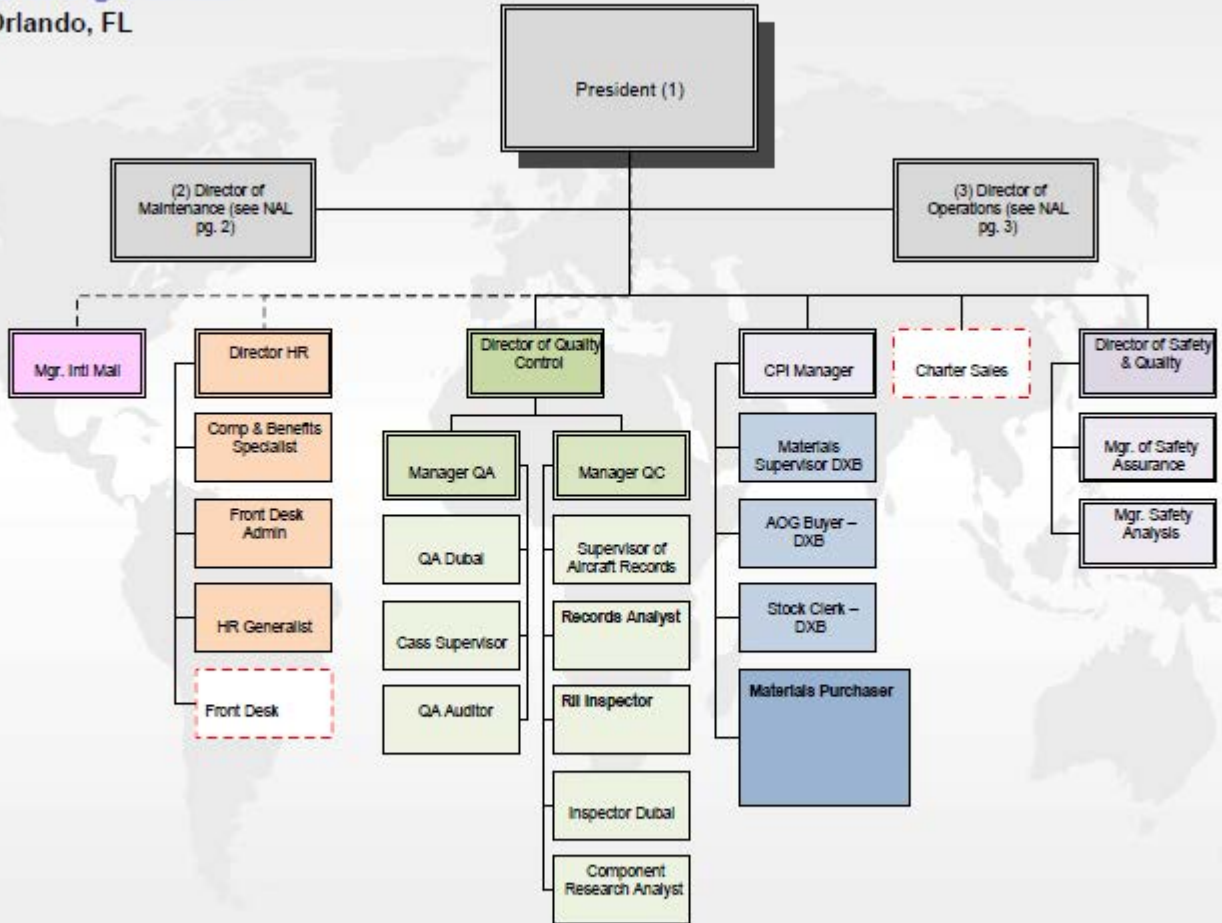 Orlando, FL
President (1)
(2) Director of
Maintenance (see NAL
pg. 2)
(3) Director of
Operations (see NAL
pg. 3)
Mgr. Intl Mail
Director HR
Director of Quality
Control
CPI Manager
Charter Sales
Director of Safety
& Quality
Comp & Benefits
Specialist
Manager QA
Manager QC
Materials
Supervisor DXB
Mgr. of Safety
Assurance
Front Desk
Admin
QA Dubai
Supervisor of
Aircraft Records
AOG Buyer –
DXB
Mgr. Safety
Analysis
HR Generalist
Cass Supervisor
Records Analyst
Stock Clerk –
DXB
Front Desk
QA Auditor
RII Inspector
Materials Purchaser
Inspector Dubai
Component
Research Analyst